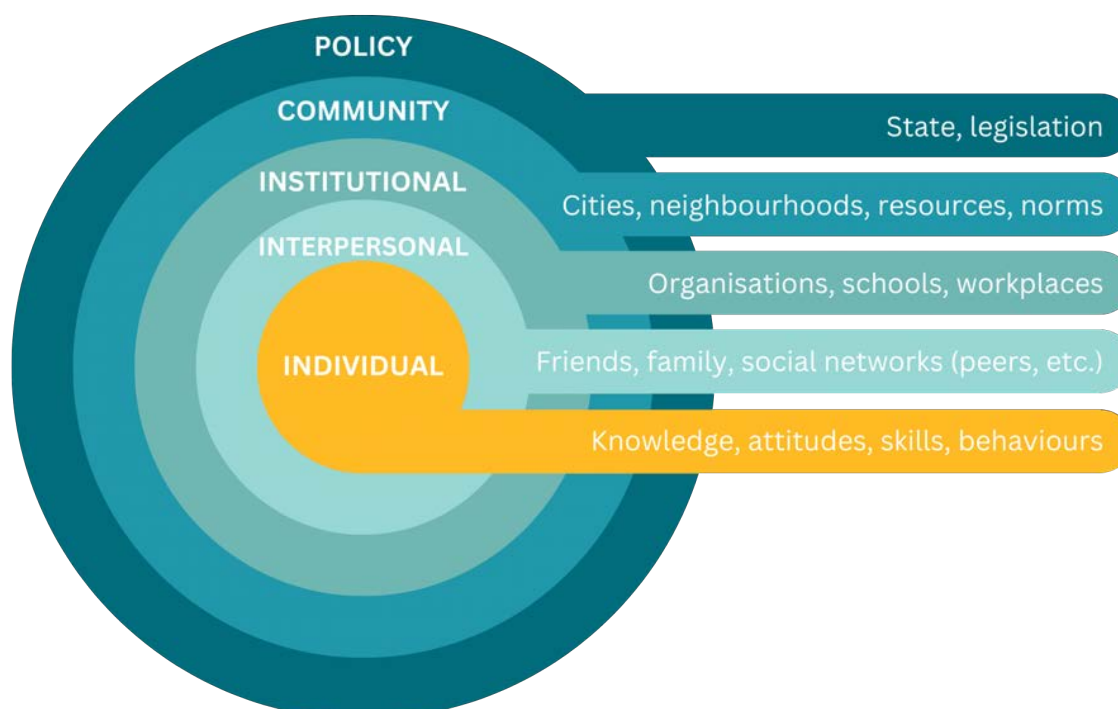 POLICY
COMMUNITY
State, legislation
INSTITUTIONAL
Cities, neighbourhoods, resources, norms
INTERPERSONAL
Organisations, schools, workplaces
INDIVIDUAL
Friends, family, social networks (peers, etc.)
Knowledge, attitudes, skills, behaviours